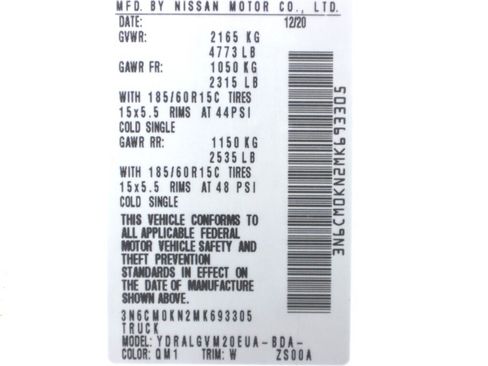 MFD. BY NISSAN MOTOR CO., LTD.
DATE: 12/20
GVWR: 2165 KG
4773 LB
GAWR FR: 1050 KG
2315 LB
WITH 185/60R15C TIRES
15x5.5 RIMS AT 44PSI
COLD SINGLE
GAWR RR: 1150 KG
2535 LB
WITH 185/60R15C TIRES
15x5.5 RIMS AT 48 PSI
COLD SINGLE
THIS VEHICLE CONFORMS TO
ALL APPLICABLE FEDERAL
MOTOR VEHICLE SAFETY AND
THEFT PREVENTION
STANDARDS IN EFFECT ON
THE DATE OF MANUFACTURE
SHOWN ABOVE.
3N6CM0KN2MK693305
TRUCK
MODEL: YDRALGVM20EUA-BDA-
COLOR: QM1 TRIM: W ZS00A
3N6CM0KN2MK693305